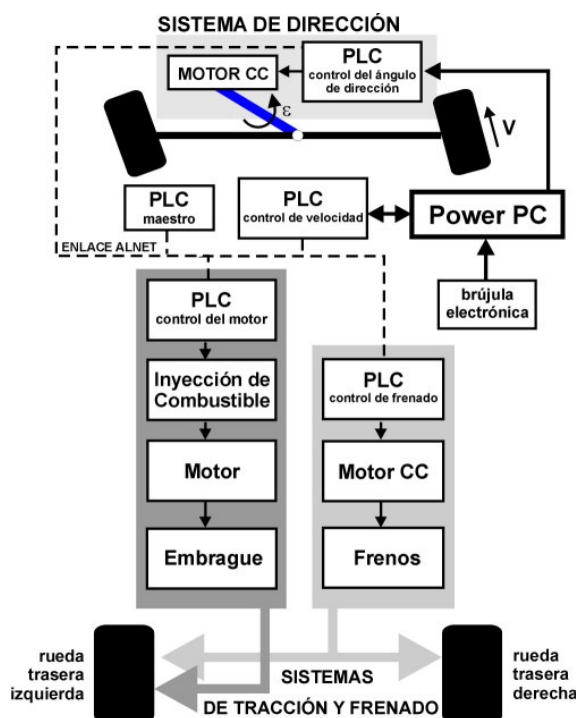 SISTEMA DE DIRECCIÓN
MOTOR CC
PLC
control del ángulo
de dirección
ε
V
PLC
maestro
PLC
control de velocidad
Power PC
ENLACE ALNET
brújula
electrónica
PLC
control del motor
Inyección de
Combustible
Motor
Embrague
PLC
control de frenado
Motor CC
Frenos
rueda
trasera
izquierda
SISTEMAS
DE TRACCIÓN Y FRENADO
rueda
trasera
derecha